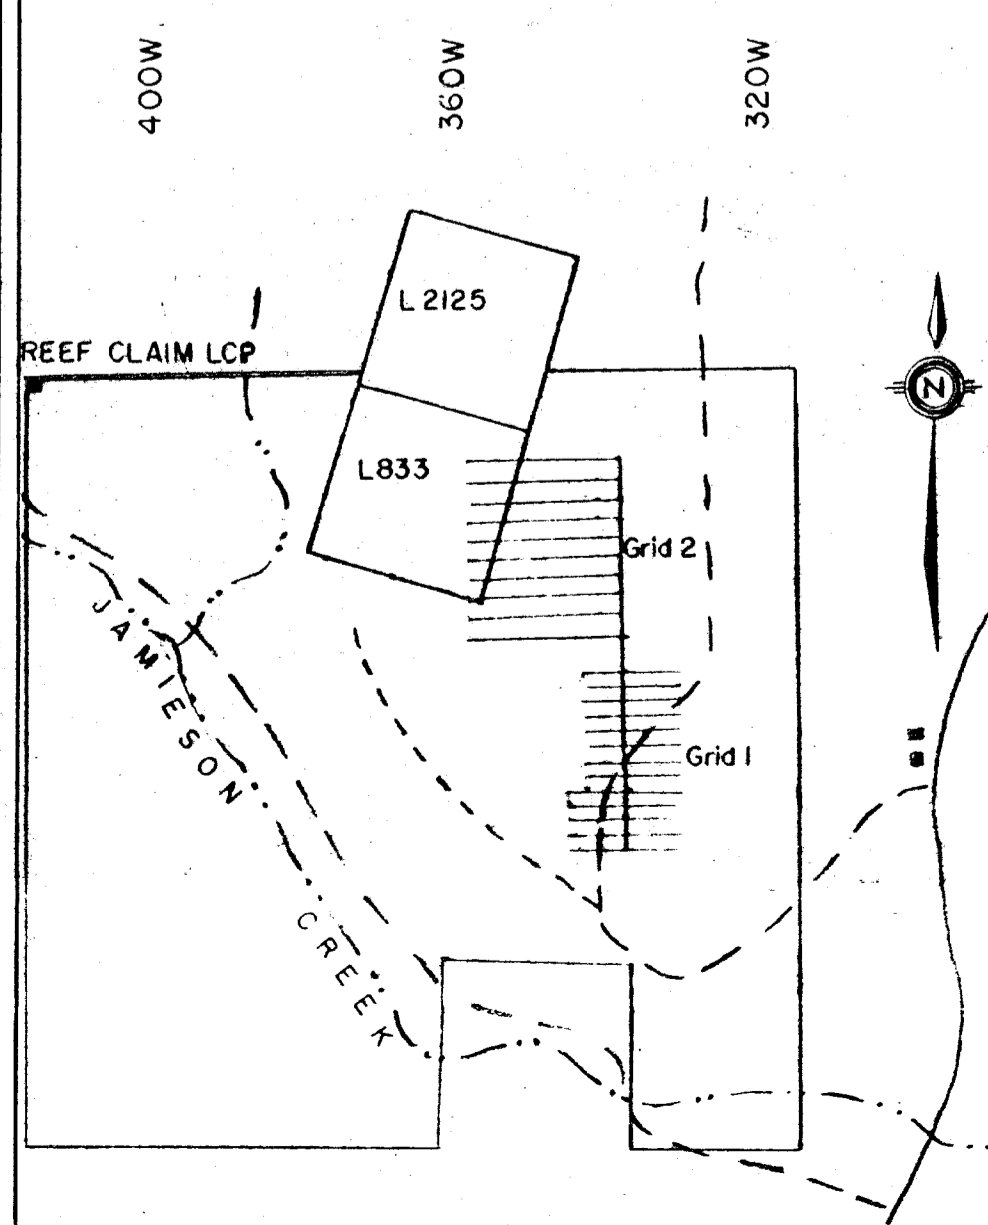 400W
360W
320W
L 2125
REEF CLAIM LCP
N
L833
Grid 2
JAMIESON CREEK
Grid 1